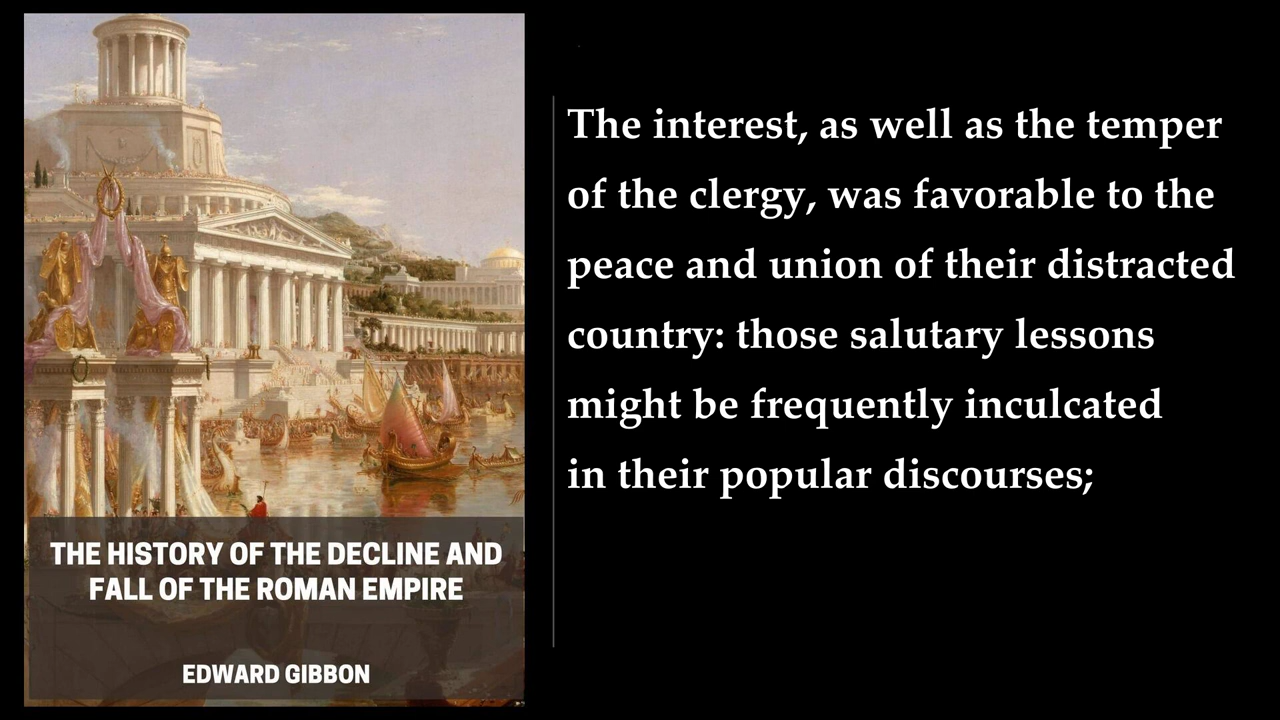 THE HISTORY OF THE DECLINE AND
FALL OF THE ROMAN EMPIRE
EDWARD GIBBON
The interest, as well as the temper
of the clergy, was favorable to the
peace and union of their distracted
country: those salutary lessons
might be frequently inculcated
in their popular discourses;